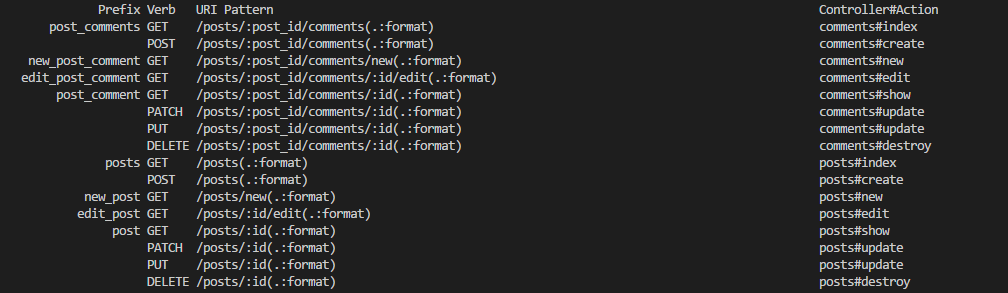 Prefix Verb URI Pattern Controller#Action
post_comments GET /posts/:post_id/comments(.:format) comments#index
POST /posts/:post_id/comments(.:format) comments#create
new_post_comment GET /posts/:post_id/comments/new(.:format) comments#new
edit_post_comment GET /posts/:post_id/comments/:id/edit(.:format) comments#edit
post_comment GET /posts/:post_id/comments/:id(.:format) comments#show
PATCH /posts/:post_id/comments/:id(.:format) comments#update
PUT /posts/:post_id/comments/:id(.:format) comments#update
DELETE /posts/:post_id/comments/:id(.:format) comments#destroy
posts GET /posts(.:format) posts#index
POST /posts(.:format) posts#create
new_post GET /posts/new(.:format) posts#new
edit_post GET /posts/:id/edit(.:format) posts#edit
post GET /posts/:id(.:format) posts#show
PATCH /posts/:id(.:format) posts#update
PUT /posts/:id(.:format) posts#update
DELETE /posts/:id(.:format) posts#destroy